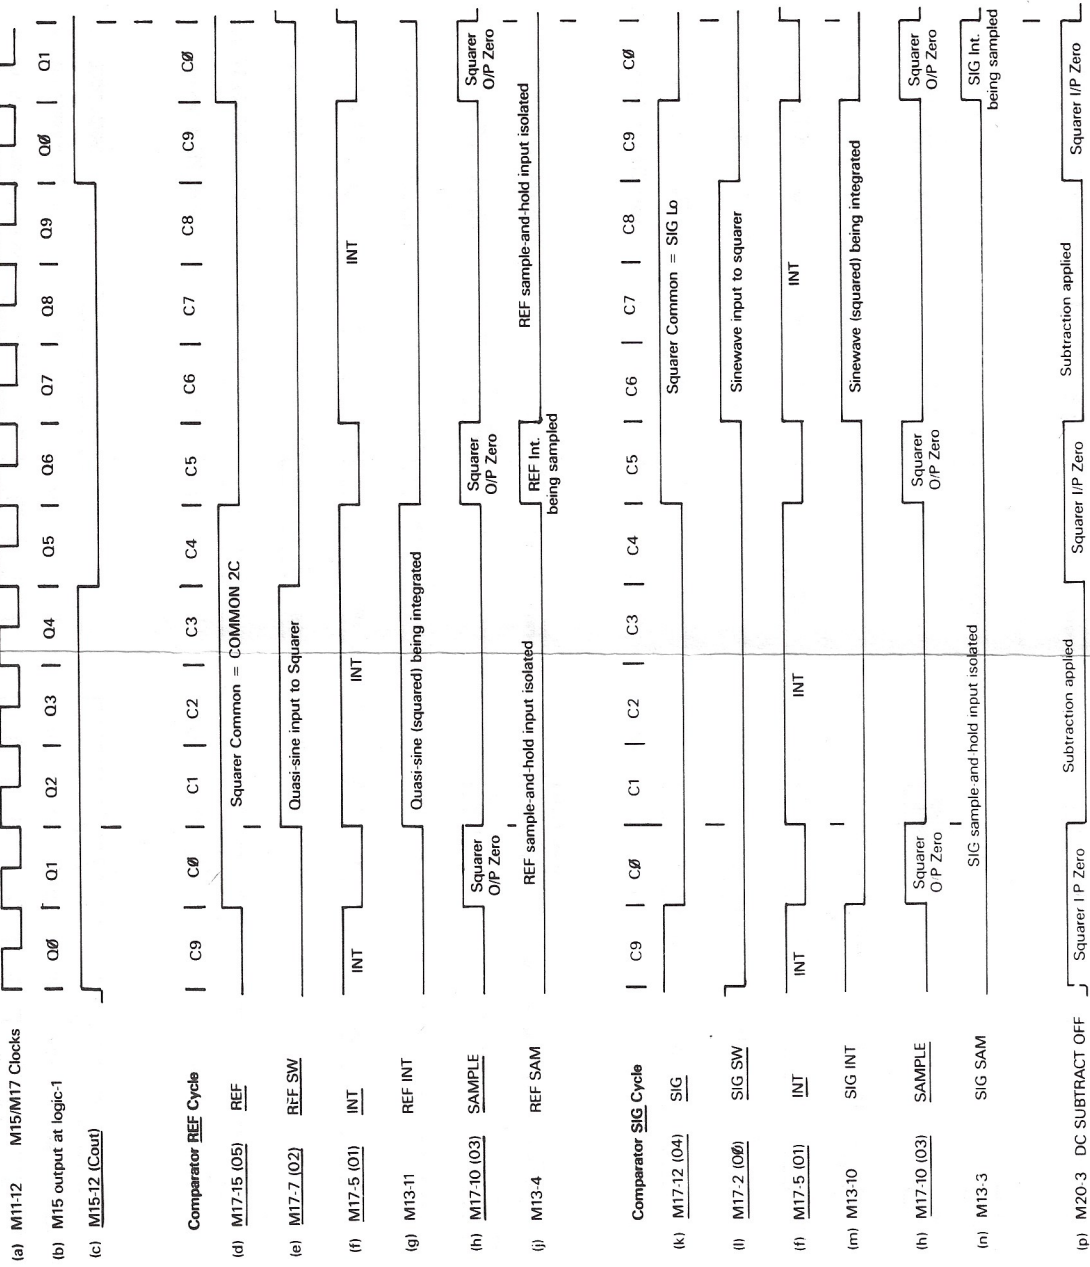 (a) M11-12 M15/M17 Clocks
(b) M15 output at logic-1 QØ Q1 Q2 Q3 Q4 Q5 Q6 Q7 Q8 Q9 QØ Q1
(c) M15-12 (Cout)
Comparator REF Cycle C9 CØ C1 C2 C3 C4 C5 C6 C7 C8 C9 CØ
(d) M17-15 (05) REF Squarer Common = COMMON 2C
(e) M17-7 (02) REF SW Quasi-sine input to Squarer
(f) M17-5 (01) INT INT INT INT
(g) M13-11 REF INT Quasi-sine (squared) being integrated
(h) M17-10 (03) SAMPLE Squarer O/P Zero Squarer O/P Zero Squarer O/P Zero
(j) M13-4 REF SAM REF sample-and-hold input isolated REF Int. being sampled REF sample-and-hold input isolated
Comparator SIG Cycle C9 CØ C1 C2 C3 C4 C5 C6 C7 C8 C9 CØ
(k) M17-12 (04) SIG Squarer Common = SIG Lo
(l) M17-2 (0Ø) SIG SW Sinewave input to squarer
(f) M17-5 (01) INT INT INT INT
(m) M13-10 SIG INT Sinewave (squared) being integrated
(h) M17-10 (03) SAMPLE Squarer O/P Zero Squarer O/P Zero Squarer O/P Zero
(n) M13-3 SIG SAM SIG sample-and-hold input isolated SIG Int. being sampled
(p) M20-3 DC SUBTRACT OFF Squarer I P Zero Subtraction applied Squarer I/P Zero Subtraction applied Squarer I/P Zero